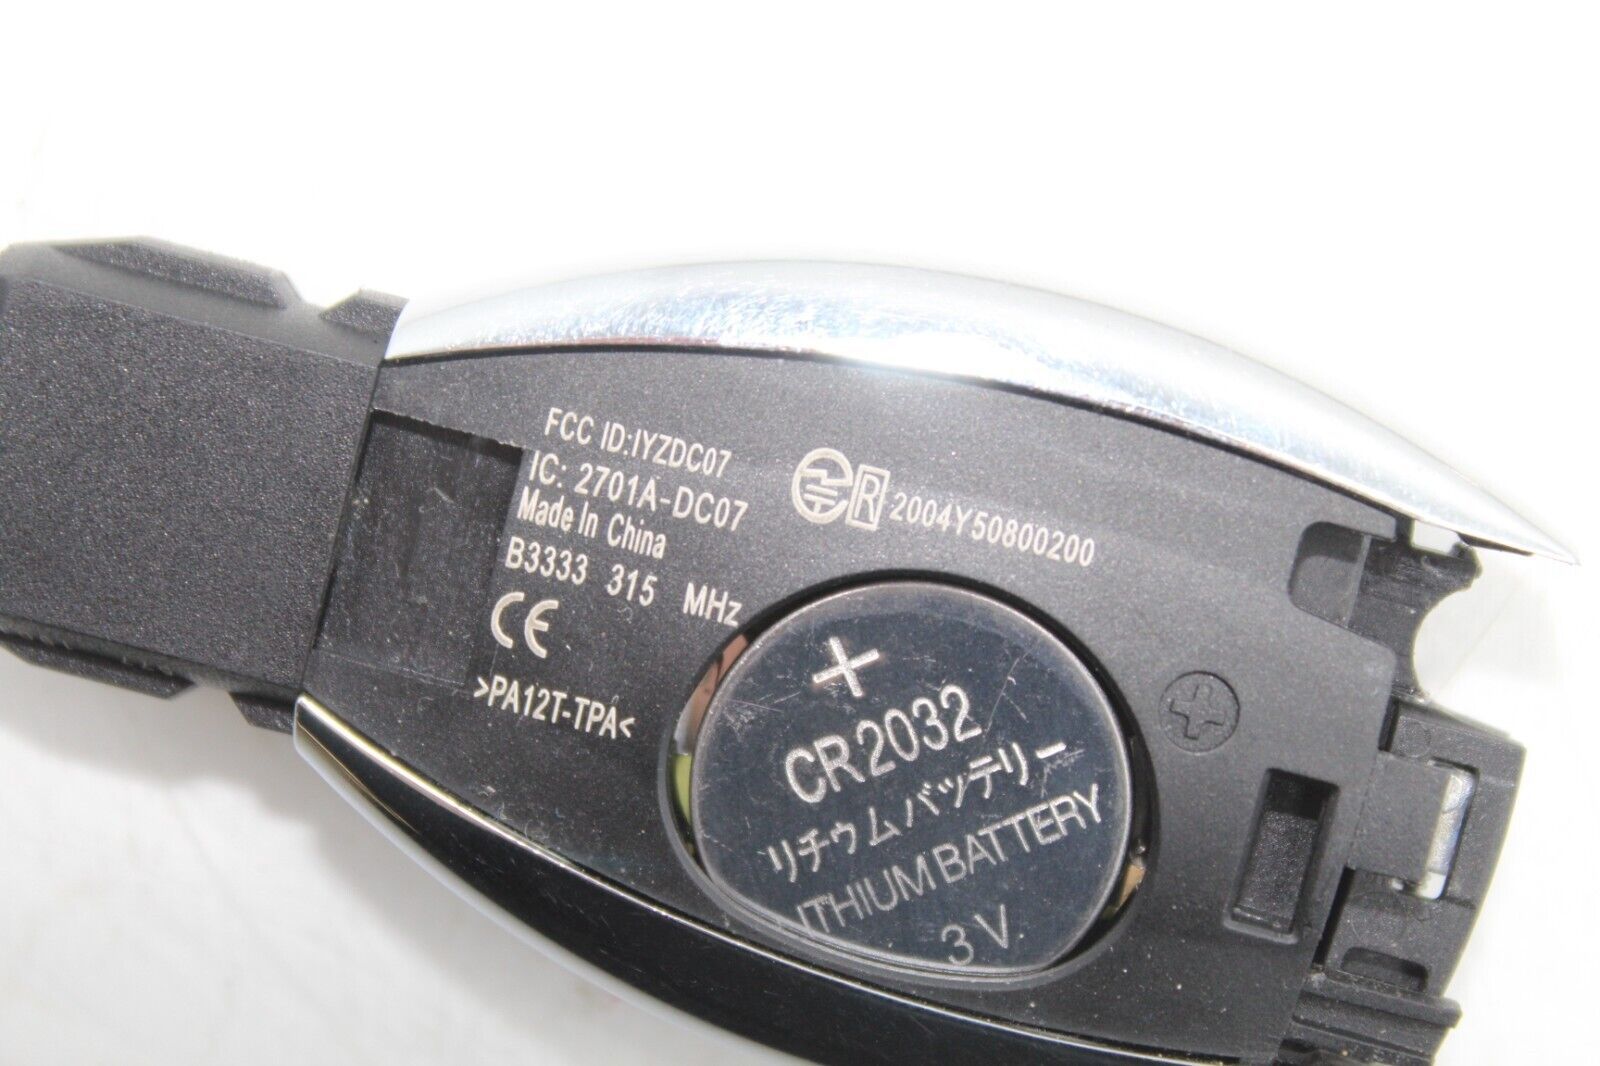 FCC ID:IYZDC07
IC: 2701A-DC07
Made In China
B3333 315 MHz
CE
>PA12T-TPA<
R 2004Y50800200
+
CR2032
リチウムバッテリー
LITHIUM BATTERY
3V